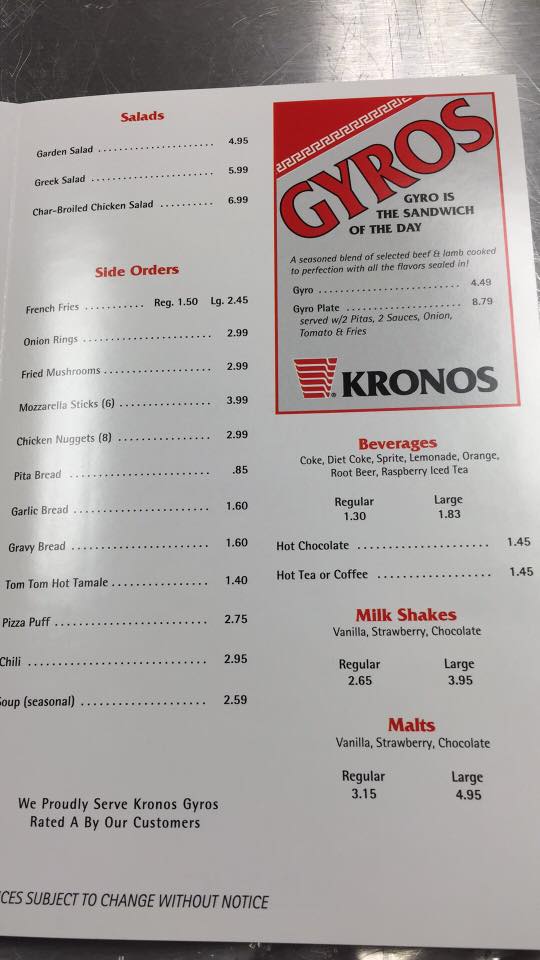 Salads
Garden Salad ...................... 4.95
Greek Salad ....................... 5.99
Char-Broiled Chicken Salad .......... 6.99
Side Orders
French Fries ........... Reg. 1.50 Lg. 2.45
Onion Rings ........................ 2.99
Fried Mushrooms .................... 2.99
Mozzarella Sticks (6) ................. 3.99
Chicken Nuggets (8) ................. 2.99
Pita Bread .......................... .85
Garlic Bread ......................... 1.60
Gravy Bread ......................... 1.60
Tom Tom Hot Tamale .................. 1.40
Pizza Puff ............................ 2.75
Chili ................................ 2.95
Soup (seasonal) ...................... 2.59
We Proudly Serve Kronos Gyros
Rated A By Our Customers
CES SUBJECT TO CHANGE WITHOUT NOTICE
GYROS
GYRO IS
THE SANDWICH
OF THE DAY
A seasoned blend of selected beef & lamb cooked
to perfection with all the flavors sealed in!
Gyro ............................ 4.49
Gyro Plate ........................ 8.79
served w/2 Pitas, 2 Sauces, Onion,
Tomato & Fries
KRONOS
Beverages
Coke, Diet Coke, Sprite, Lemonade, Orange,
Root Beer, Raspberry Iced Tea
Regular Large
1.30 1.83
Hot Chocolate ....................... 1.45
Hot Tea or Coffee ................... 1.45
Milk Shakes
Vanilla, Strawberry, Chocolate
Regular Large
2.65 3.95
Malts
Vanilla, Strawberry, Chocolate
Regular Large
3.15 4.95